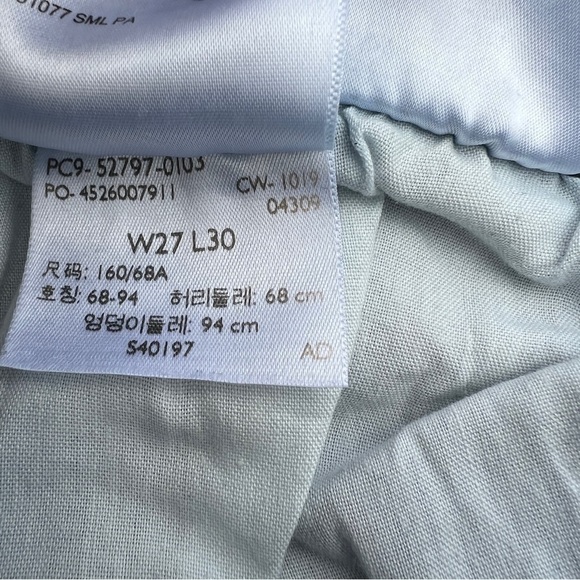 31077 SML PA
PC9- 52797-0103
PO- 4526007911
CW- 1019
04309
W27 L30
尺码: 160/68A
호칭: 68-94 허리둘레: 68 cm
엉덩이둘레: 94 cm
S40197
AD